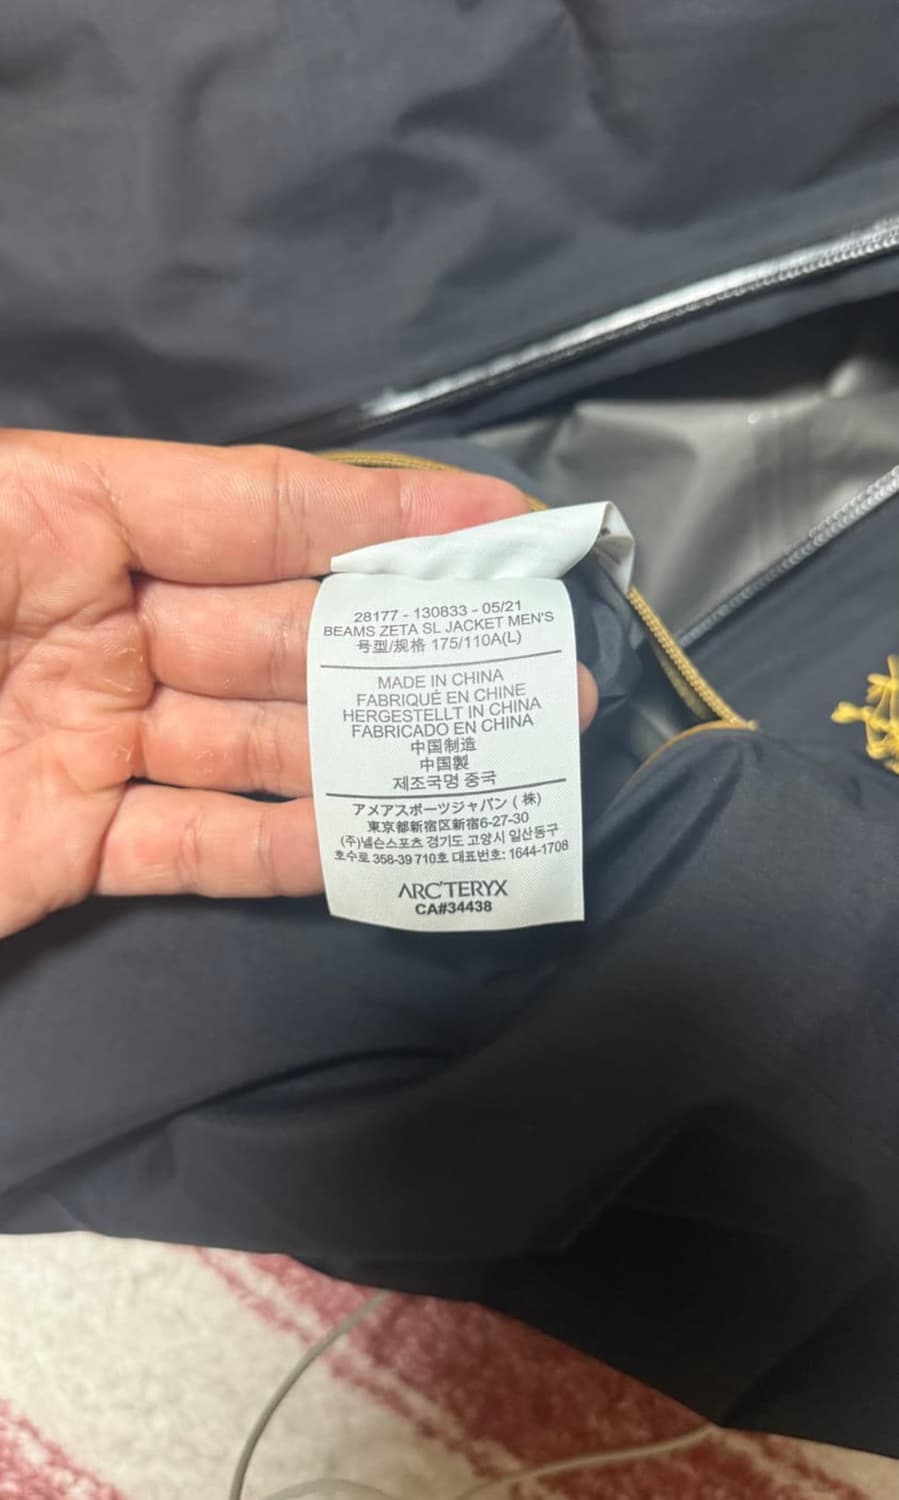 28177 - 130833 - 05/21
BEAMS ZETA SL JACKET MEN'S
号型/规格 175/110A(L)
MADE IN CHINA
FABRIQUÉ EN CHINE
HERGESTELLT IN CHINA
FABRICADO EN CHINA
中国制造
中国製
제조국명 중국
アメアスポーツジャパン (株)
東京都新宿区新宿6-27-30
(주)넬슨스포츠 경기도 고양시 일산동구
호수로 358-39 710호 대표번호: 1644-1708
ARC'TERYX
CA#34438